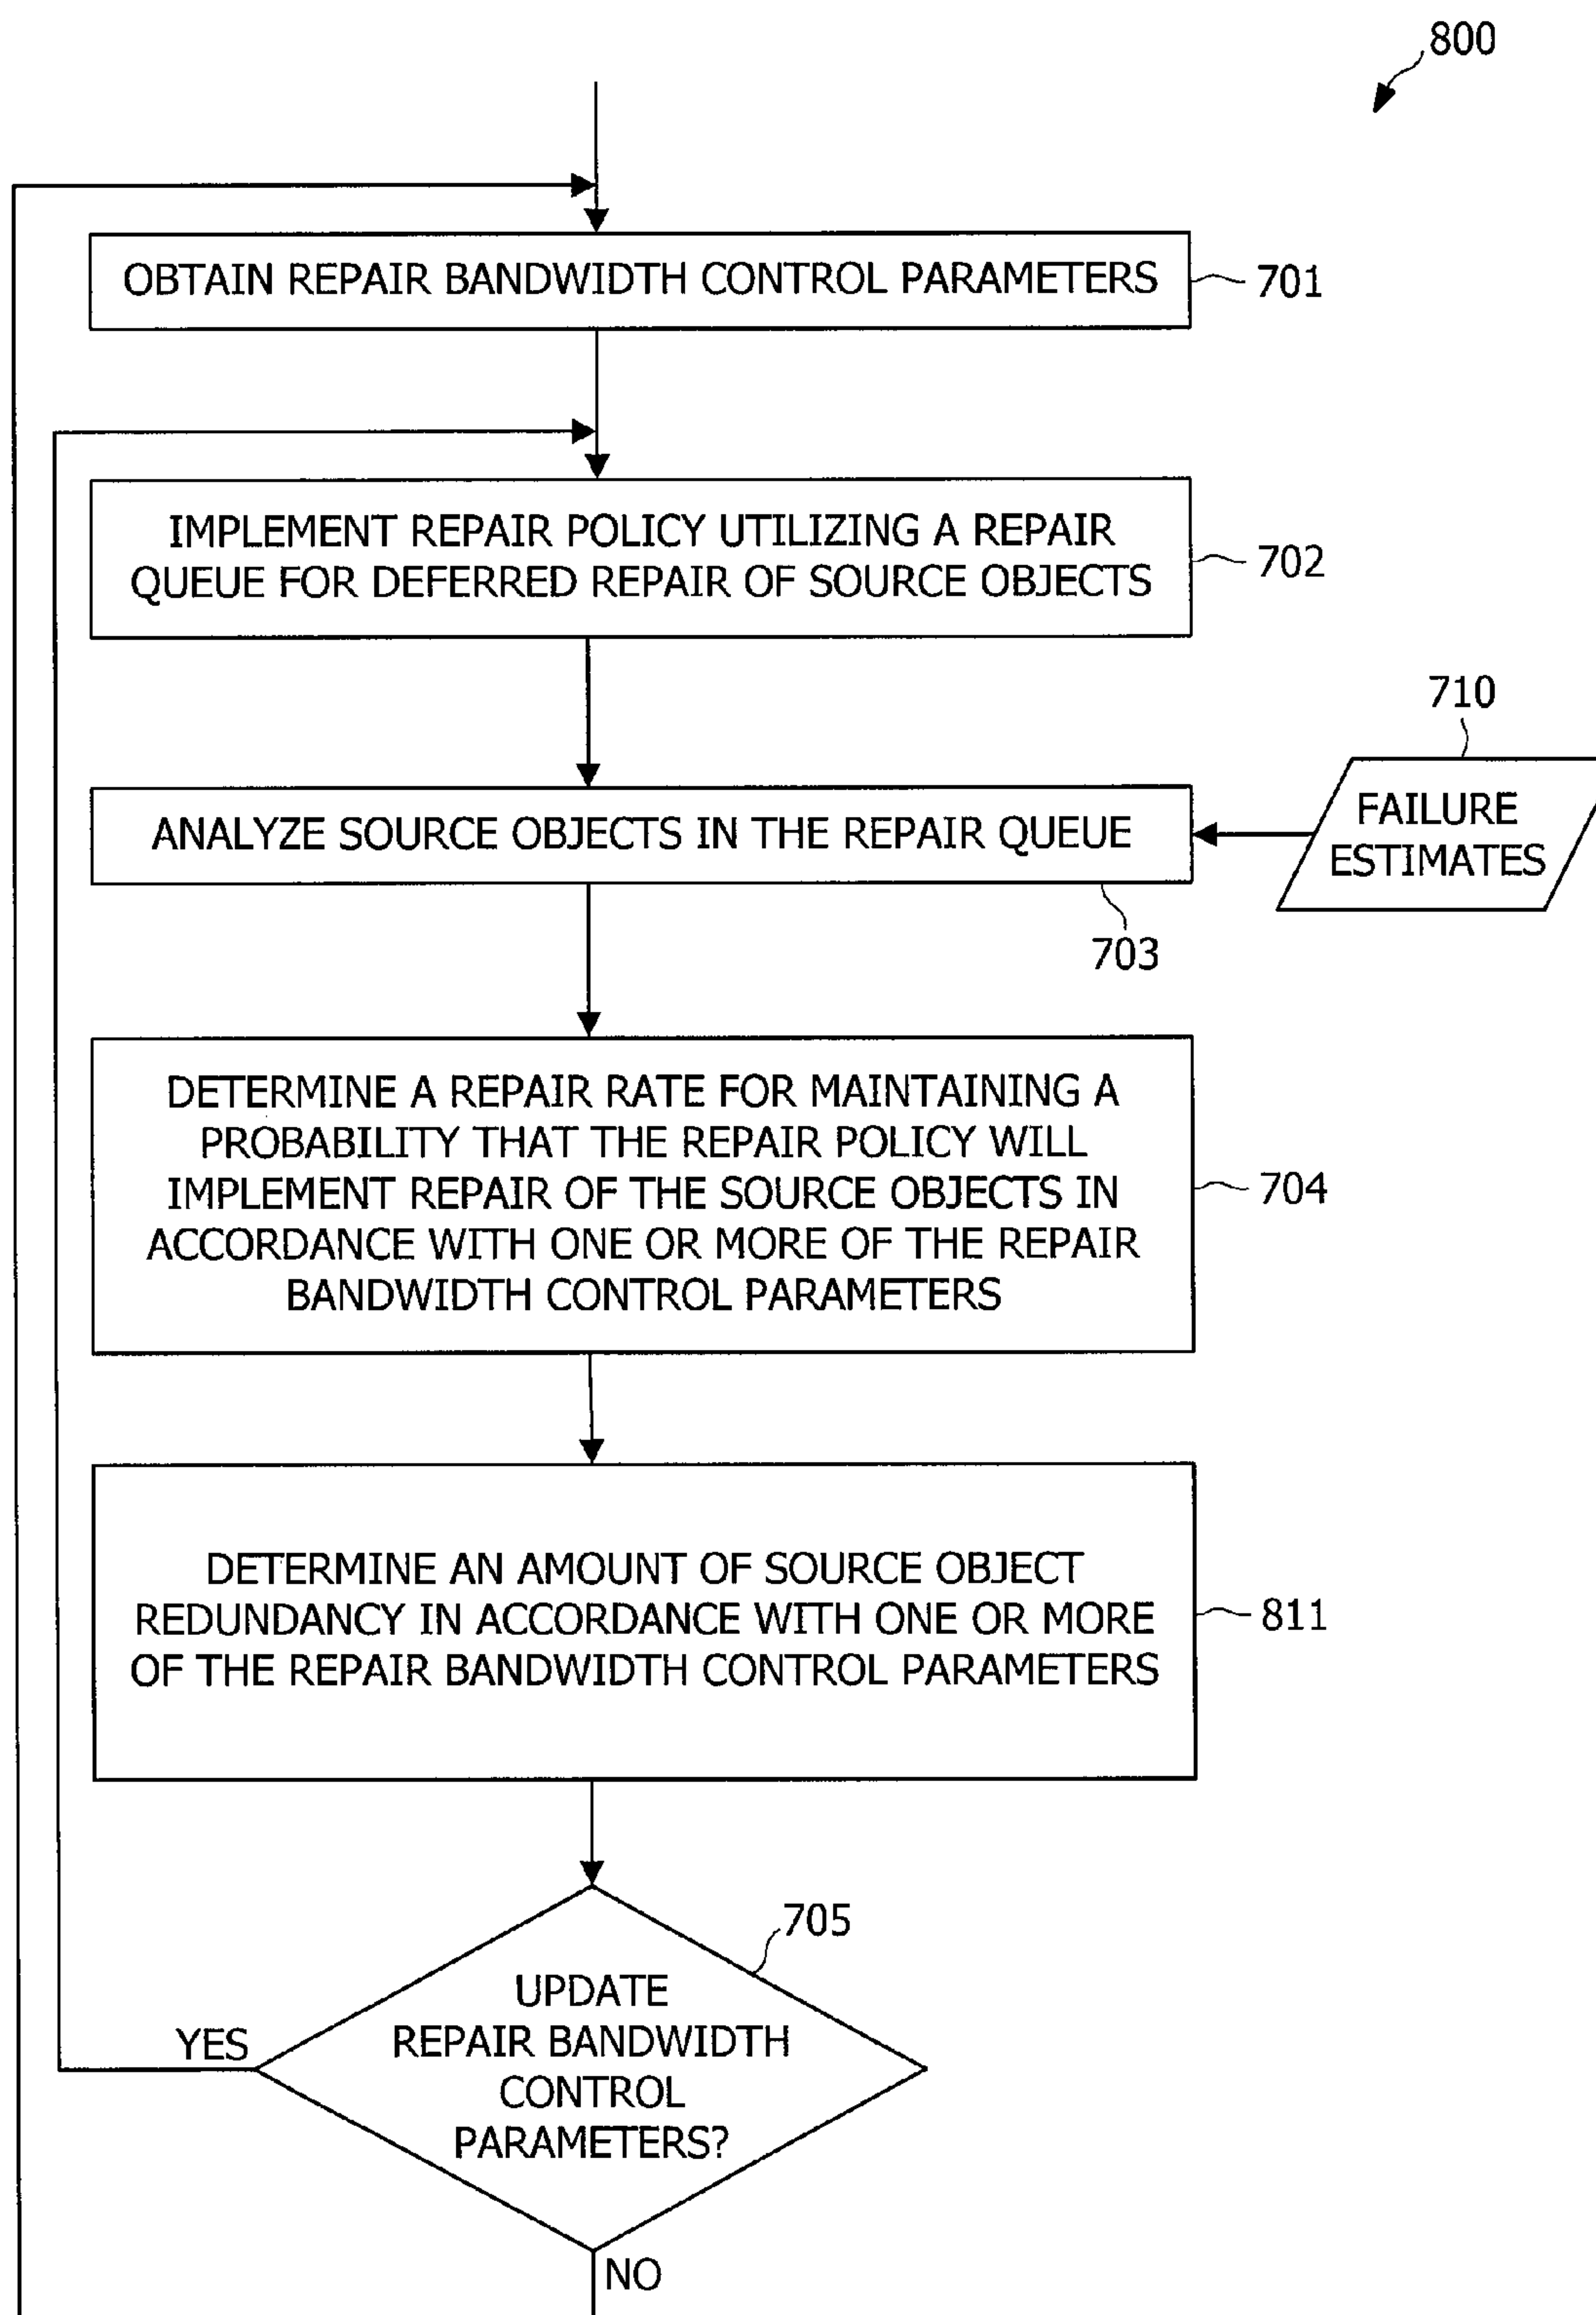 800
OBTAIN REPAIR BANDWIDTH CONTROL PARAMETERS
701
IMPLEMENT REPAIR POLICY UTILIZING A REPAIR
QUEUE FOR DEFERRED REPAIR OF SOURCE OBJECTS
702
710
FAILURE
ESTIMATES
ANALYZE SOURCE OBJECTS IN THE REPAIR QUEUE
703
DETERMINE A REPAIR RATE FOR MAINTAINING A
PROBABILITY THAT THE REPAIR POLICY WILL
IMPLEMENT REPAIR OF THE SOURCE OBJECTS IN
ACCORDANCE WITH ONE OR MORE OF THE REPAIR
BANDWIDTH CONTROL PARAMETERS
704
DETERMINE AN AMOUNT OF SOURCE OBJECT
REDUNDANCY IN ACCORDANCE WITH ONE OR MORE
OF THE REPAIR BANDWIDTH CONTROL PARAMETERS
811
705
UPDATE
REPAIR BANDWIDTH
CONTROL
PARAMETERS?
YES
NO